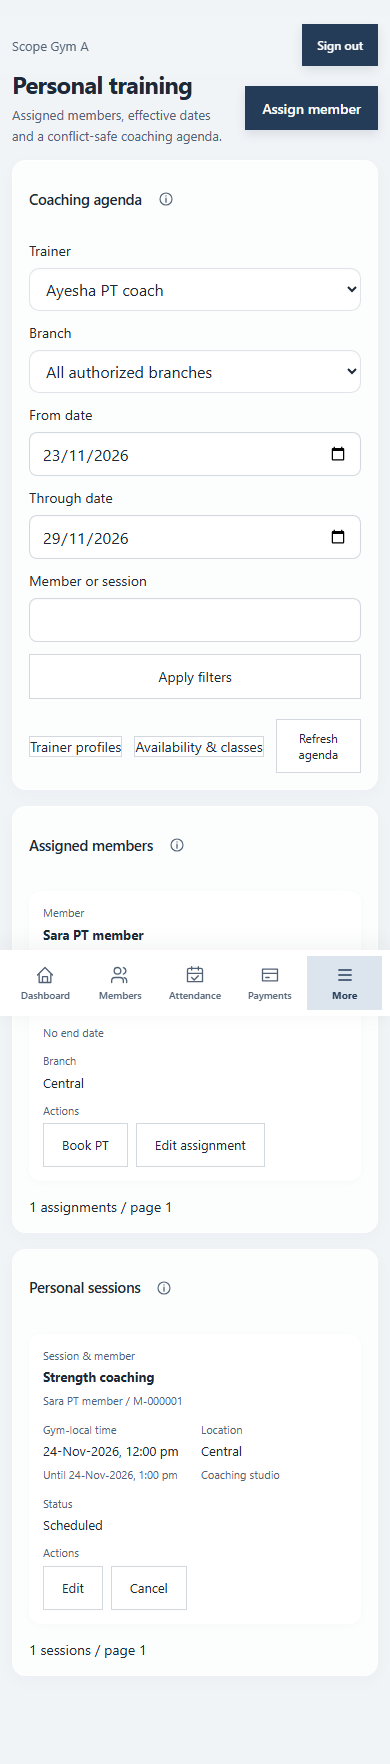 Scope Gym A
Sign out
Personal training
Assigned members, effective dates
and a conflict-safe coaching agenda.
Assign member
Coaching agenda
Trainer
Ayesha PT coach
Branch
All authorized branches
From date
23/11/2026
Through date
29/11/2026
Member or session
Apply filters
Trainer profiles
Availability & classes
Refresh
agenda
Assigned members
Member
Sara PT member
Dashboard
Members
Attendance
Payments
More
No end date
Branch
Central
Actions
Book PT
Edit assignment
1 assignments / page 1
Personal sessions
Session & member
Strength coaching
Sara PT member / M-000001
Gym-local time
Location
24-Nov-2026, 12:00 pm
Central
Until 24-Nov-2026, 1:00 pm
Coaching studio
Status
Scheduled
Actions
Edit
Cancel
1 sessions / page 1